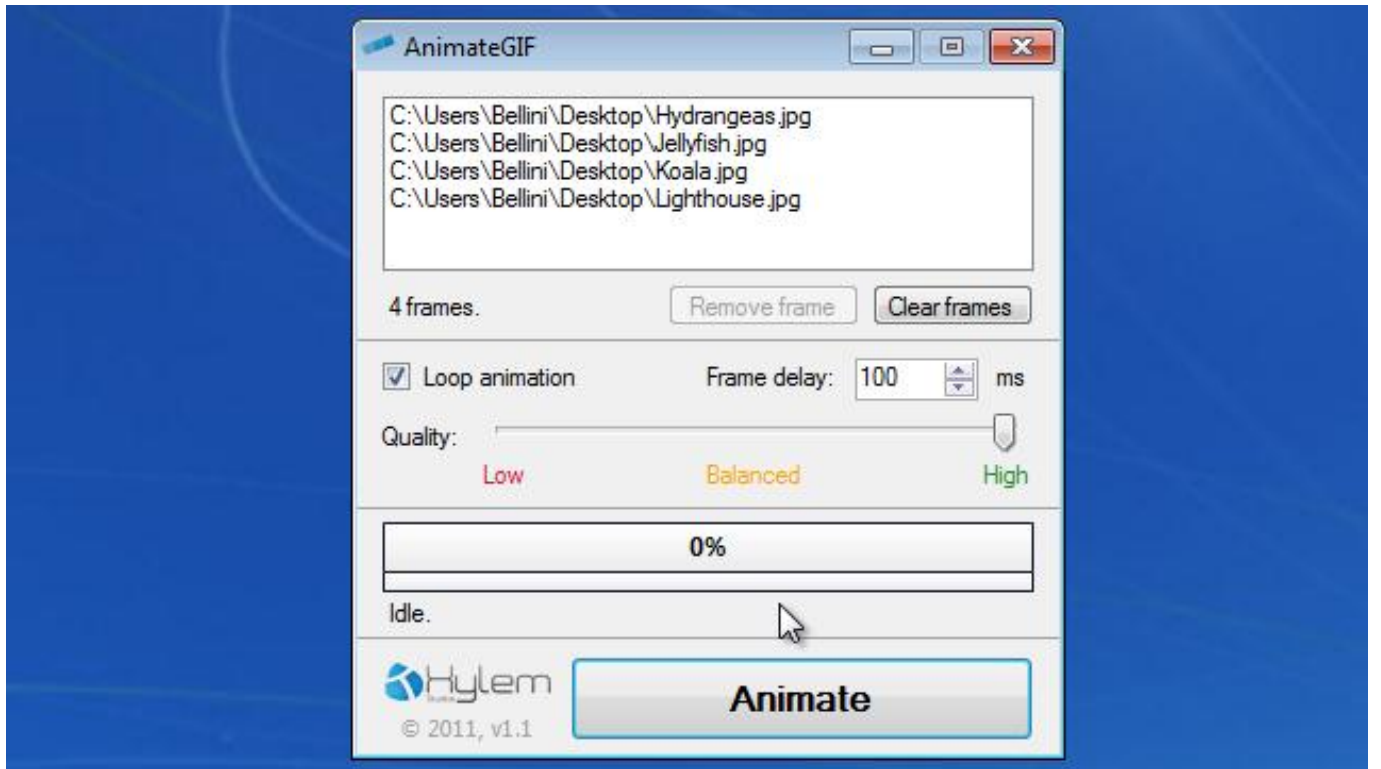 AnimateGIF
C:\Users\Bellini\Desktop\Hydrangeas.jpg
C:\Users\Bellini\Desktop\Jellyfish.jpg
C:\Users\Bellini\Desktop\Koala.jpg
C:\Users\Bellini\Desktop\Lighthouse.jpg
4 frames. Remove frame Clear frames
Loop animation Frame delay: 100 ms
Quality:
Low Balanced High
0%
Idle.
Hylem
© 2011, v1.1
Animate